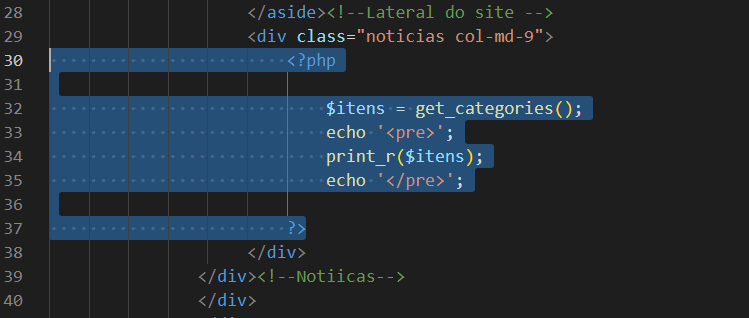 28 </aside><!--Lateral do site -->
29 <div class="noticias col-md-9">
30 <?php
31
32 $itens = get_categories();
33 echo '<pre>';
34 print_r($itens);
35 echo '</pre>';
36
37 ?>
38 </div>
39 </div><!--Notiicas-->
40 </div>